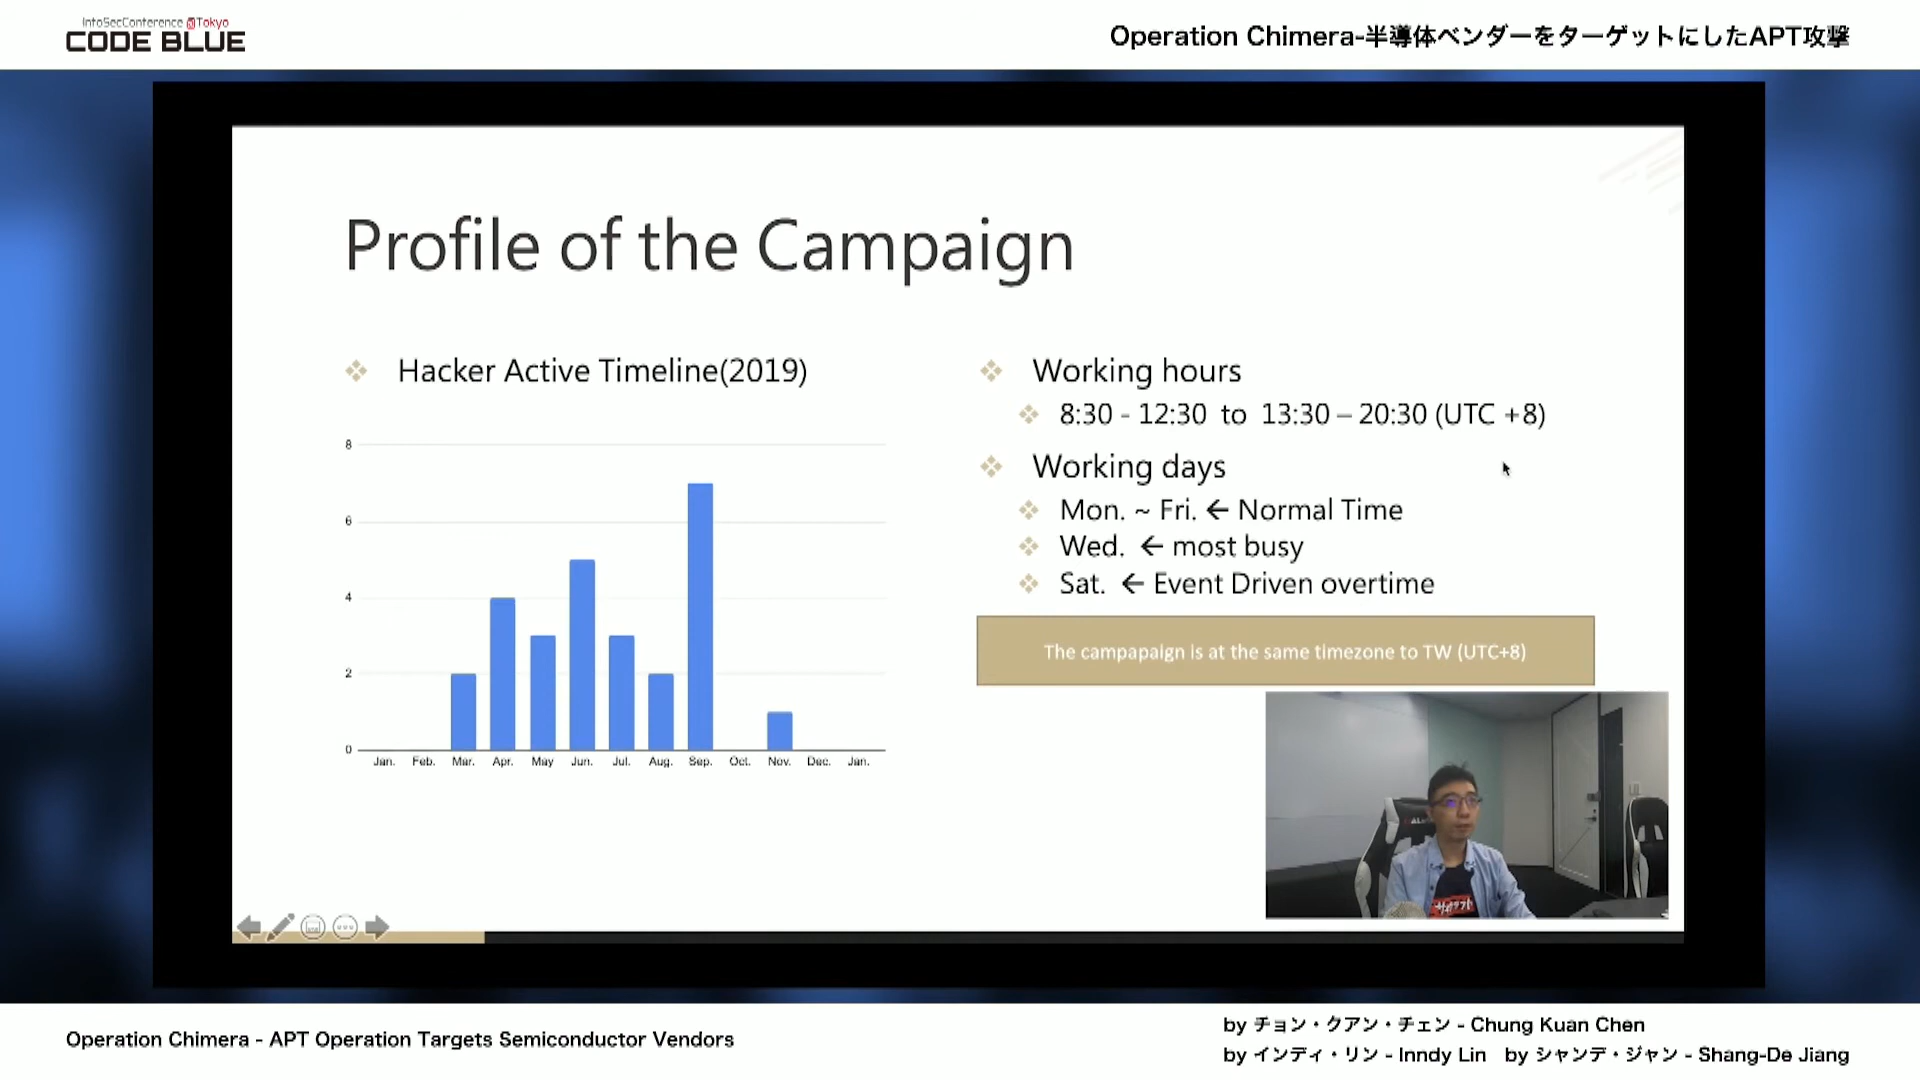 InfoSecConference @Tokyo
CODE BLUE
Operation Chimera-半導体ベンダーをターゲットにしたAPT攻撃
Profile of the Campaign
Hacker Active Timeline(2019)
8
6
4
2
0
Jan. Feb. Mar. Apr. May Jun. Jul. Aug. Sep. Oct. Nov. Dec. Jan.
Working hours
8:30 - 12:30 to 13:30 – 20:30 (UTC +8)
Working days
Mon. ~ Fri. ← Normal Time
Wed. ← most busy
Sat. ← Event Driven overtime
The campapaign is at the same timezone to TW (UTC+8)
Operation Chimera - APT Operation Targets Semiconductor Vendors
by チョン・クアン・チェン - Chung Kuan Chen
by インディ・リン - Inndy Lin by シャンデ・ジャン - Shang-De Jiang